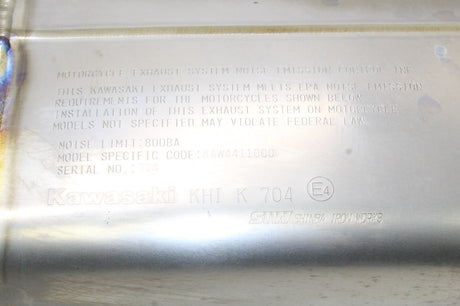 MOTORCYCLE EXHAUST SYSTEM NOISE EMISSION CONTROL INF
THIS KAWASAKI EXHAUST SYSTEM MEETS EPA NOISE EMISSION
REQUIREMENTS FOR THE MOTORCYCLES SHOWN BELOW
INSTALLATION OF THIS EXHAUST SYSTEM ON MOTORCYCLE
MODELS NOT SPECIFIED MAY VIOLATE FEDERAL LAW.
NOISE LIMIT:80DBA
MODEL SPECIFIC CODE:
SERIAL NO.:
Kawasaki KHI K 704 E4